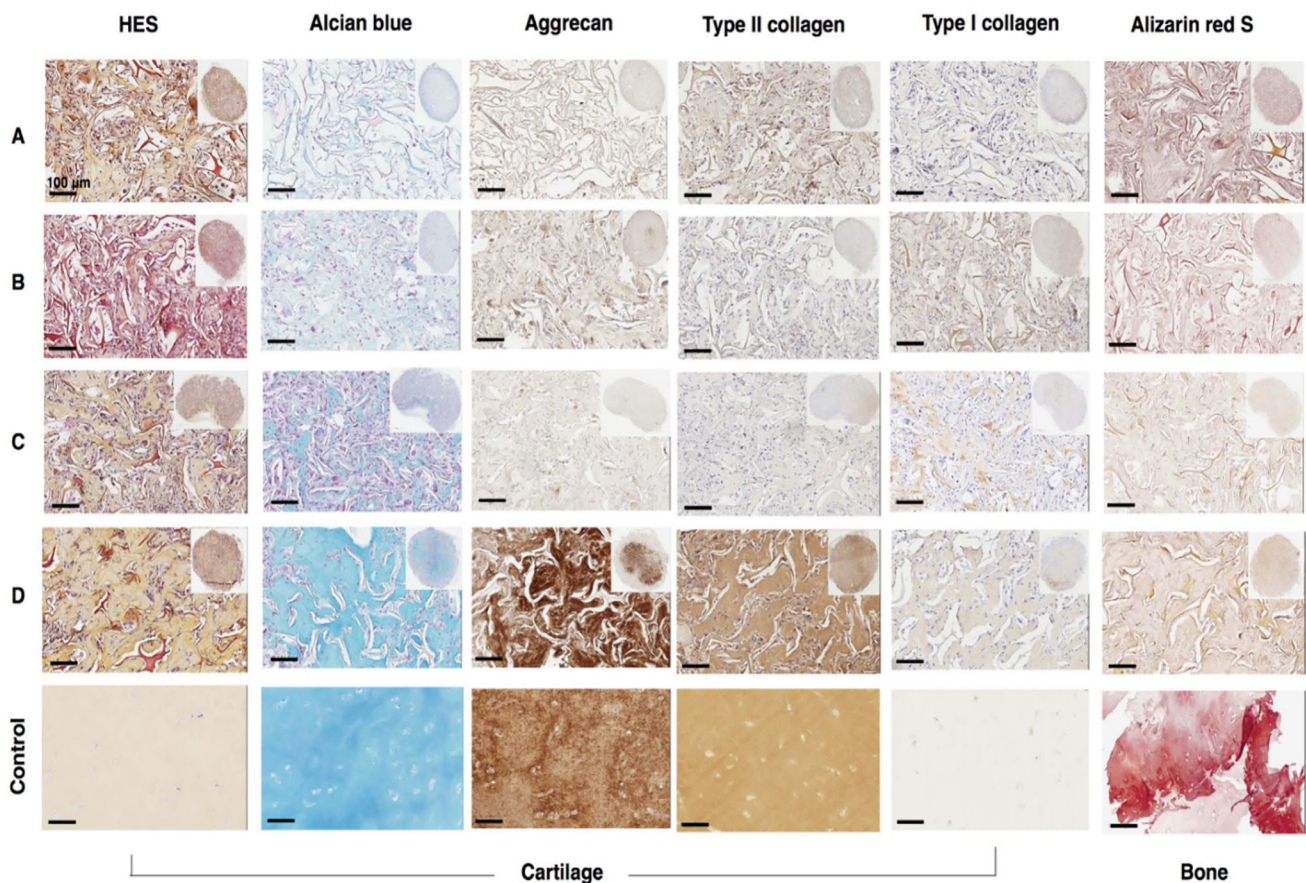 HES Alcian blue Aggrecan Type II collagen Type I collagen Alizarin red S
A
100 µm
B
C
D
Control
Cartilage Bone